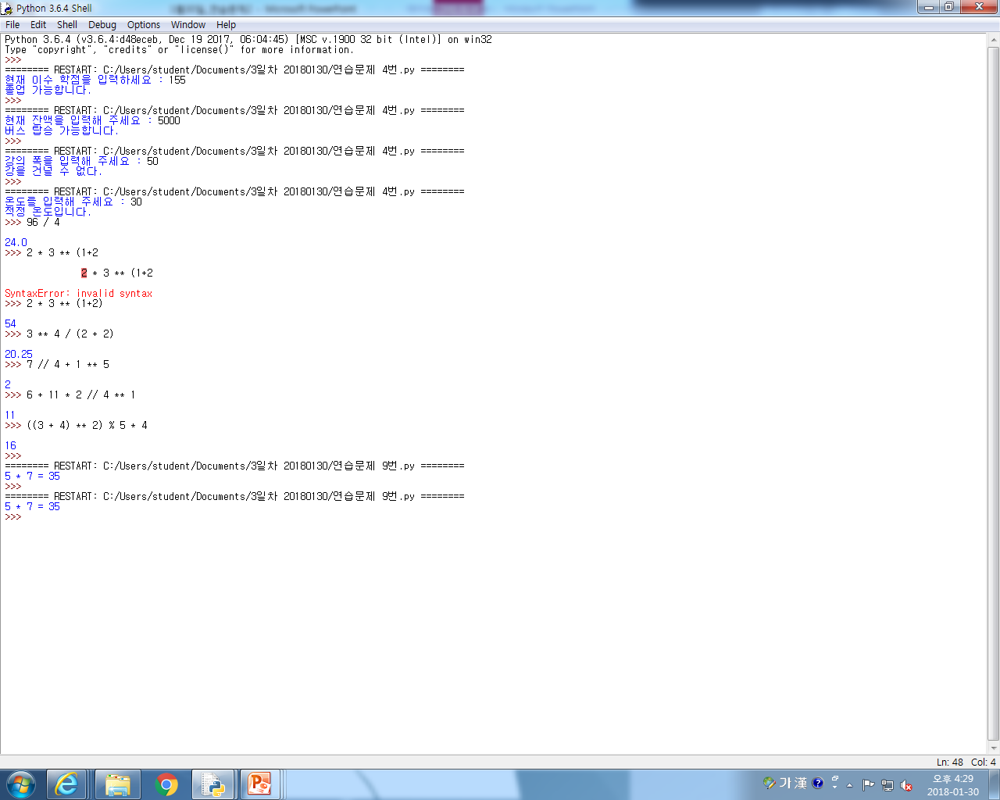 Python 3.6.4 Shell
File Edit Shell Debug Options Window Help
Python 3.6.4 (v3.6.4:d48eceb, Dec 19 2017, 06:04:45) [MSC v.1900 32 bit (Intel)] on win32
Type "copyright", "credits" or "license()" for more information.
>>>
======== RESTART: C:/Users/student/Documents/3일차 20180130/연습문제 4번.py ========
현재 이수 학점을 입력하세요 : 155
졸업 가능합니다.
>>>
======== RESTART: C:/Users/student/Documents/3일차 20180130/연습문제 4번.py ========
현재 잔액을 입력해 주세요 : 5000
버스 탑승 가능합니다.
>>>
======== RESTART: C:/Users/student/Documents/3일차 20180130/연습문제 4번.py ========
강의 폭을 입력해 주세요 : 50
강을 건널 수 없다.
>>>
======== RESTART: C:/Users/student/Documents/3일차 20180130/연습문제 4번.py ========
온도를 입력해 주세요 : 30
적정 온도입니다.
>>> 96 / 4
24.0
>>> 2 * 3 ** (1+2
2 * 3 ** (1+2
SyntaxError: invalid syntax
>>> 2 * 3 ** (1+2)
54
>>> 3 ** 4 / (2 + 2)
20.25
>>> 7 // 4 + 1 ** 5
2
>>> 6 + 11 * 2 // 4 ** 1
11
>>> ((3 + 4) ** 2) % 5 * 4
16
>>>
======== RESTART: C:/Users/student/Documents/3일차 20180130/연습문제 9번.py ========
5 * 7 = 35
>>>
======== RESTART: C:/Users/student/Documents/3일차 20180130/연습문제 9번.py ========
5 * 7 = 35
>>>
Ln: 48 Col: 4
가 漢
오후 4:29
2018-01-30